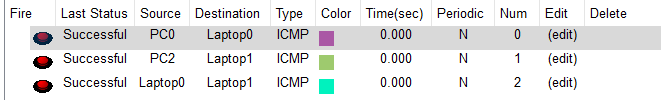 Fire Last Status Source Destination Type Color Time(sec) Periodic Num Edit Delete
Successful PC0 Laptop0 ICMP 0.000 N 0 (edit)
Successful PC2 Laptop1 ICMP 0.000 N 1 (edit)
Successful Laptop0 Laptop1 ICMP 0.000 N 2 (edit)